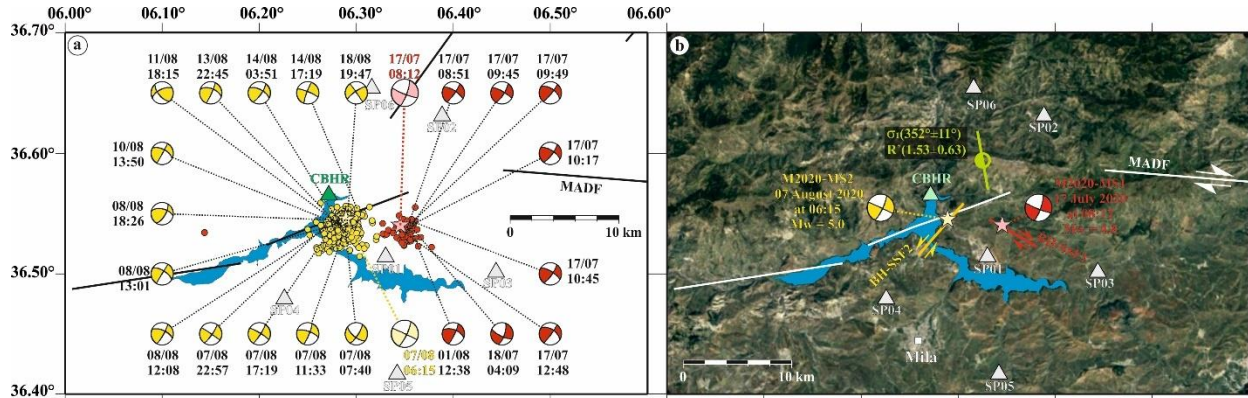 06.00° 06.10° 06.20° 06.30° 06.40° 06.50° 06.60°
36.70°
36.60°
36.50°
36.40°
a
11/08
18:15
13/08
22:45
14/08
03:51
14/08
17:19
18/08
19:47
17/07
08:12
17/07
08:51
17/07
09:45
17/07
09:49
SP06
SP02
10/08
13:50
17/07
10:17
CBHR
MADF
08/08
18:26
0 10 km
SP01
SP03
08/08
13:01
17/07
10:45
SP04
08/08
12:08
07/08
22:57
07/08
17:19
07/08
11:33
07/08
07:40
07/08
06:15
01/08
12:38
18/07
04:09
17/07
12:48
SP05
b
SP06
SP02
σ1(352°±11°)
R'(1.53±0.63)
MADF
CBHR
M2020-MS2
07 August 2020
at 06:15
Mw = 5.0
M2020-MS1
17 July 2020
BH-SSF2
SP01
SP03
SP04
Mila
0 10 km
SP05